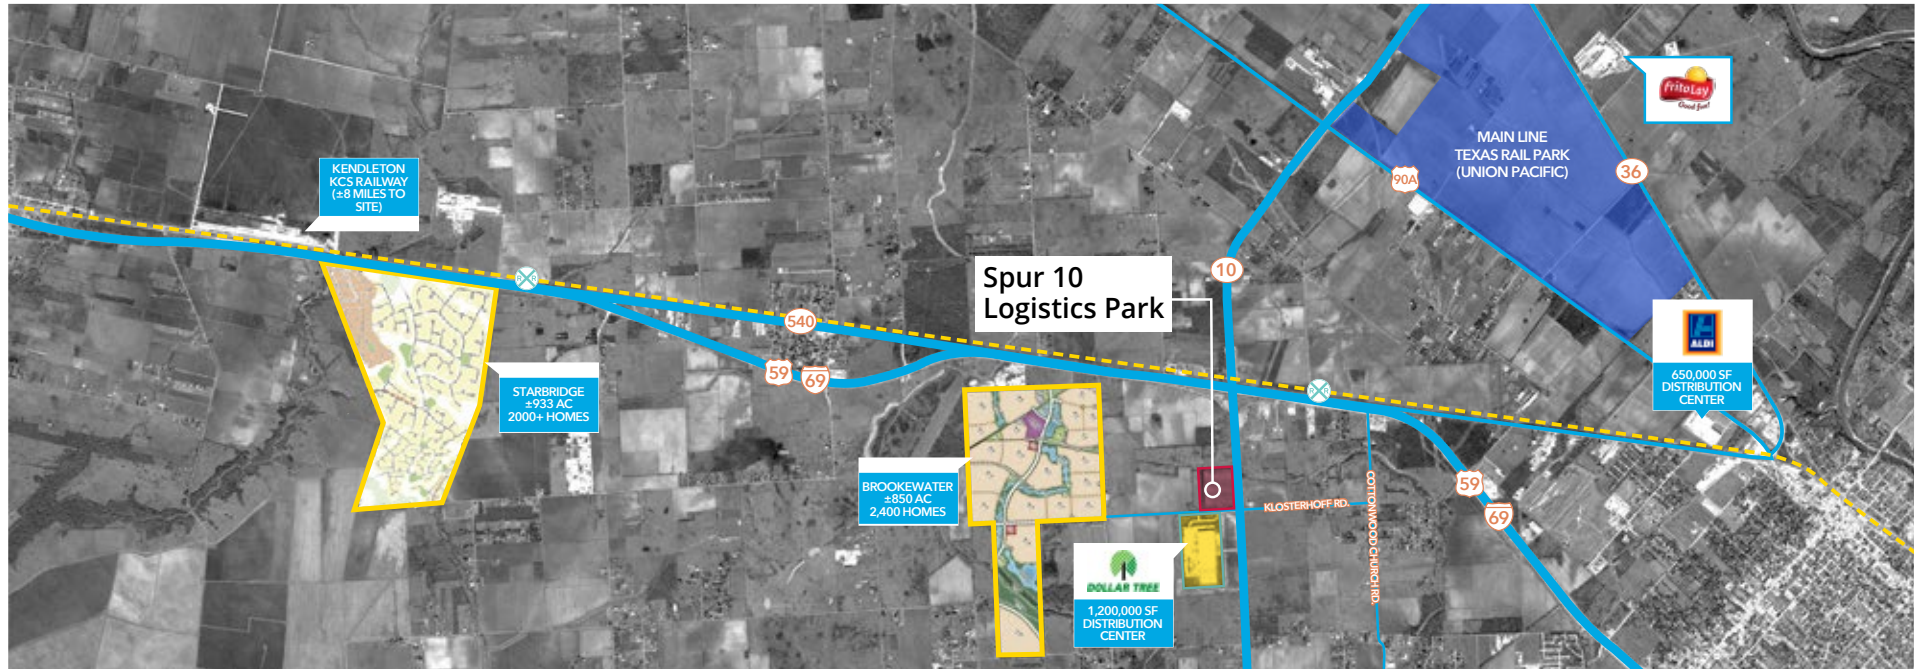 FritoLay
Good fun!
MAIN LINE
TEXAS RAIL PARK
(UNION PACIFIC)
36
90A
KENDLETON
KCS RAILWAY
(±8 MILES TO
SITE)
10
Spur 10
Logistics Park
540
59
69
STARBRIDGE
±933 AC
2000+ HOMES
ALDI
650,000 SF
DISTRIBUTION
CENTER
BROOKEWATER
±850 AC
2,400 HOMES
KLOSTERHOFF RD.
COTTONWOOD CHURCH RD.
59
69
DOLLAR TREE
1,200,000 SF
DISTRIBUTION
CENTER